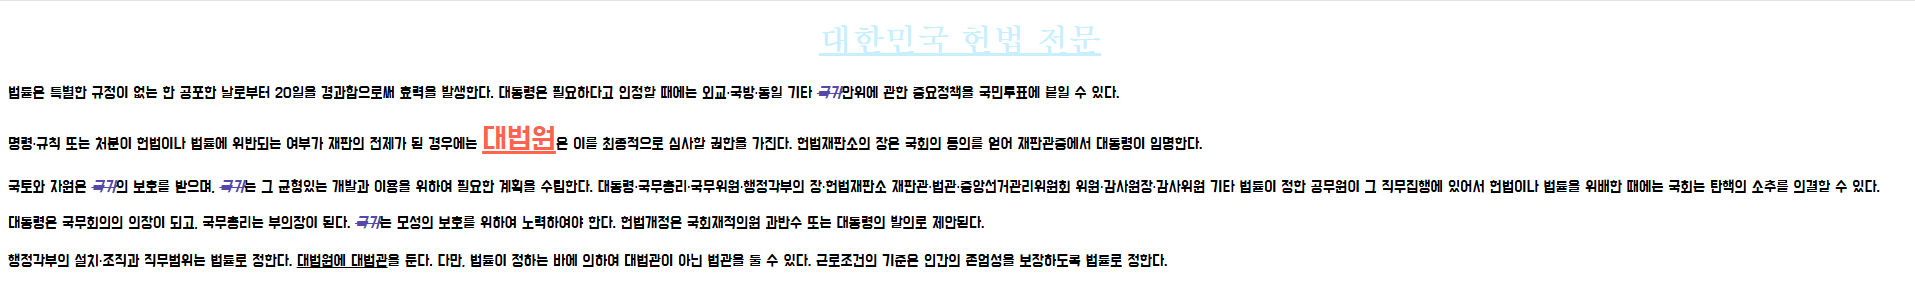 대한민국 헌법 전문
법률은 특별한 규정이 없는 한 공포한 날로부터 20일을 경과함으로써 효력을 발생한다. 대통령은 필요하다고 인정할 때에는 외교·국방·통일 기타 국가안위에 관한 중요정책을 국민투표에 붙일 수 있다.
명령·규칙 또는 처분이 헌법이나 법률에 위반되는 여부가 재판의 전제가 된 경우에는 대법원은 이를 최종적으로 심사할 권한을 가진다. 헌법재판소의 장은 국회의 동의를 얻어 재판관중에서 대통령이 임명한다.
국토와 자원은 국가의 보호를 받으며, 국가는 그 균형있는 개발과 이용을 위하여 필요한 계획을 수립한다. 대통령·국무총리·국무위원·행정각부의 장·헌법재판소 재판관·법관·중앙선거관리위원회 위원·감사원장·감사위원 기타 법률이 정한 공무원이 그 직무집행에 있어서 헌법이나 법률을 위배한 때에는 국회는 탄핵의 소추를 의결할 수 있다.
대통령은 국무회의의 의장이 되고, 국무총리는 부의장이 된다. 국가는 모성의 보호를 위하여 노력하여야 한다. 헌법개정은 국회재적의원 과반수 또는 대통령의 발의로 제안된다.
행정각부의 설치·조직과 직무범위는 법률로 정한다. 대법원에 대법관을 둔다. 다만, 법률이 정하는 바에 의하여 대법관이 아닌 법관을 둘 수 있다. 근로조건의 기준은 인간의 존엄성을 보장하도록 법률로 정한다.